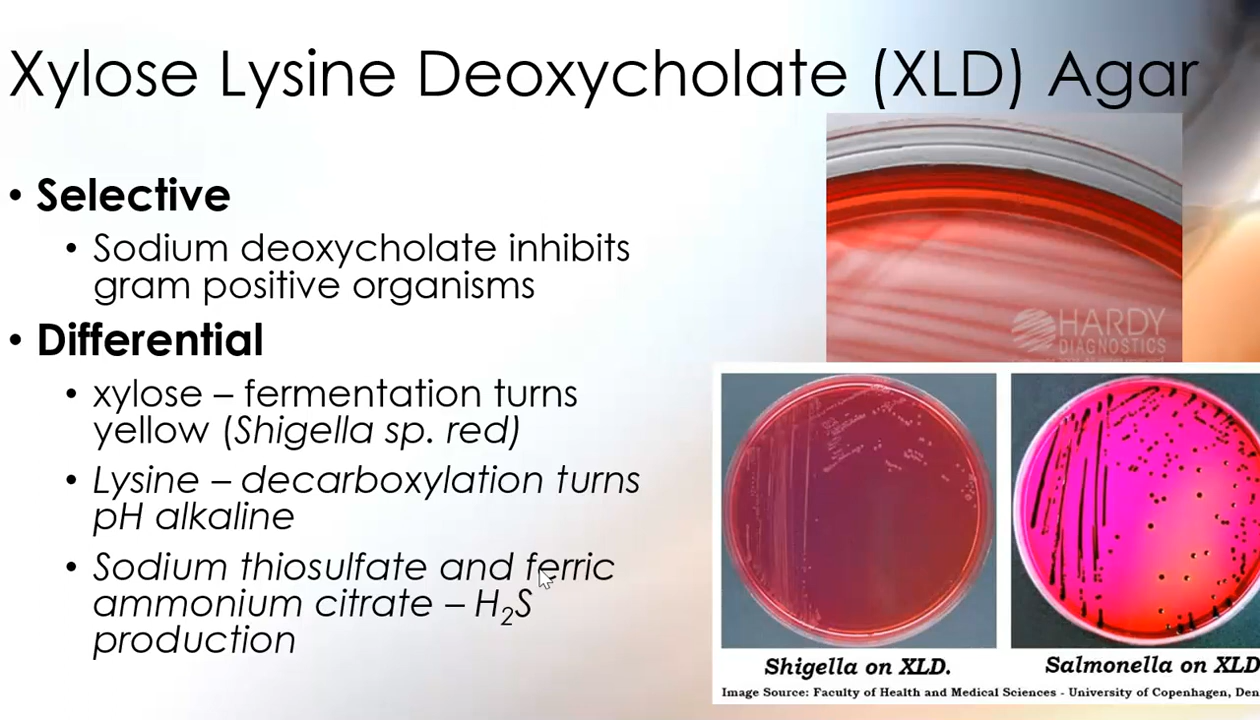 Xylose Lysine Deoxycholate (XLD) Agar
• Selective
• Sodium deoxycholate inhibits
gram positive organisms
• Differential
• xylose – fermentation turns
yellow (Shigella sp. red)
• Lysine – decarboxylation turns
pH alkaline
• Sodium thiosulfate and ferric
ammonium citrate – H₂S
production
HARDY
DIAGNOSTICS
Shigella on XLD.
Salmonella on XLD
Image Source: Faculty of Health and Medical Sciences - University of Copenhagen, Den